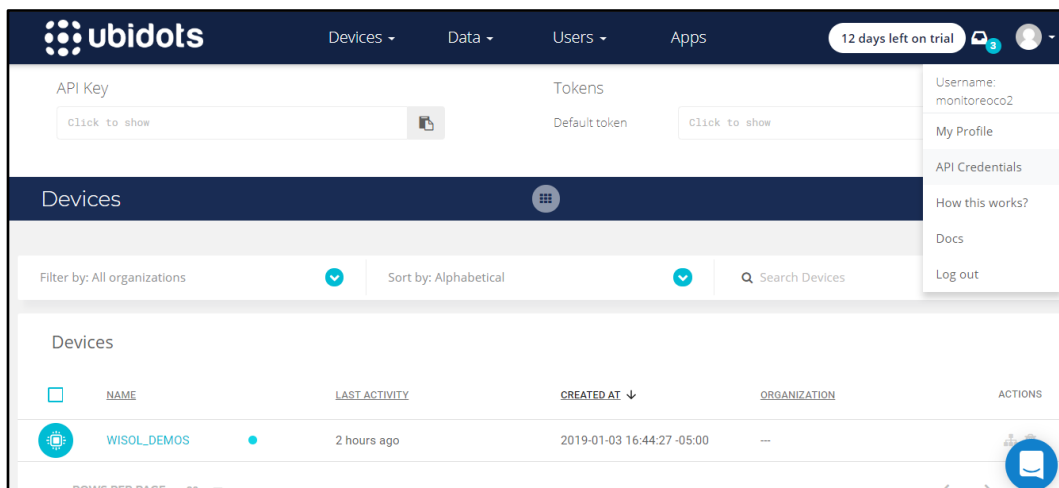 ubidots Devices Data Users Apps 12 days left on trial 3
API Key Tokens
Click to show Default token Click to show
Username:
monitoreoco2
My Profile
API Credentials
How this works?
Docs
Log out
Devices
Filter by: All organizations Sort by: Alphabetical Search Devices
Devices
NAME LAST ACTIVITY CREATED AT ORGANIZATION ACTIONS
WISOL_DEMOS 2 hours ago 2019-01-03 16:44:27 -05:00 ---
ROWS PER PAGE